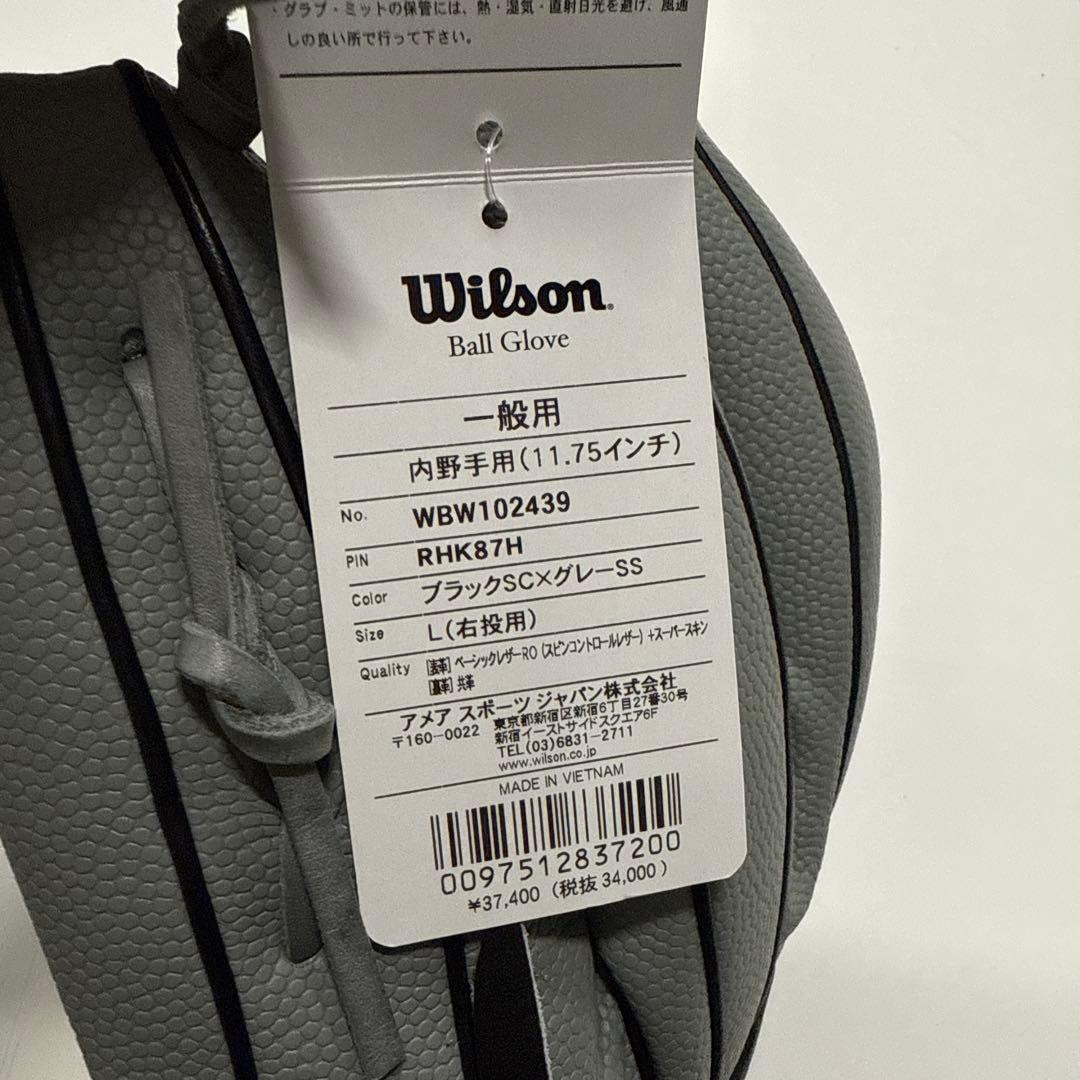 ・グラブ・ミットの保管には、熱・湿気・直射日光を避け、風通
しの良い所で行って下さい。
Wilson®
Ball Glove
一般用
内野手用(11.75インチ)
No. WBW102439
PIN RHK87H
Color ブラックSC×グレーSS
Size L(右投用)
Quality [表革] ベーシックレザーRO (スピンコントロールレザー) +スーパースキン
[裏革] 共革
アメア スポーツ ジャパン株式会社
〒160-0022 東京都新宿区新宿6丁目27番30号
新宿イーストサイドスクエア6F
TEL(03)6831-2711
www.wilson.co.jp
MADE IN VIETNAM
0097512837200
¥37,400 (税抜 34,000)